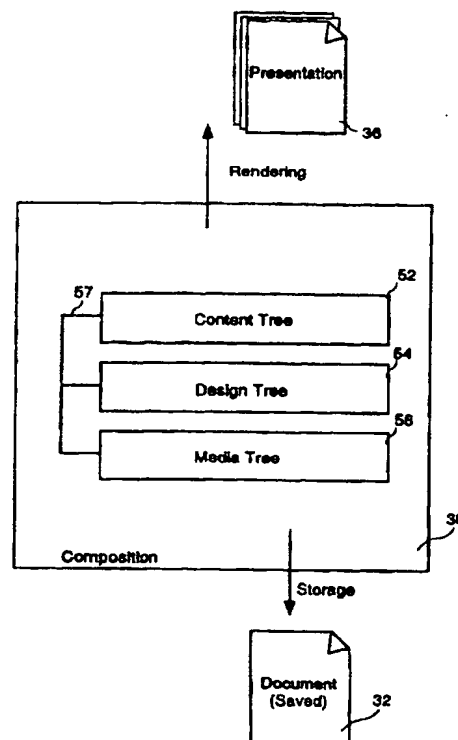 Presentation
36
Rendering
52
57
Content Tree
54
Design Tree
56
Media Tree
Composition
Storage
Document
(Saved)
32